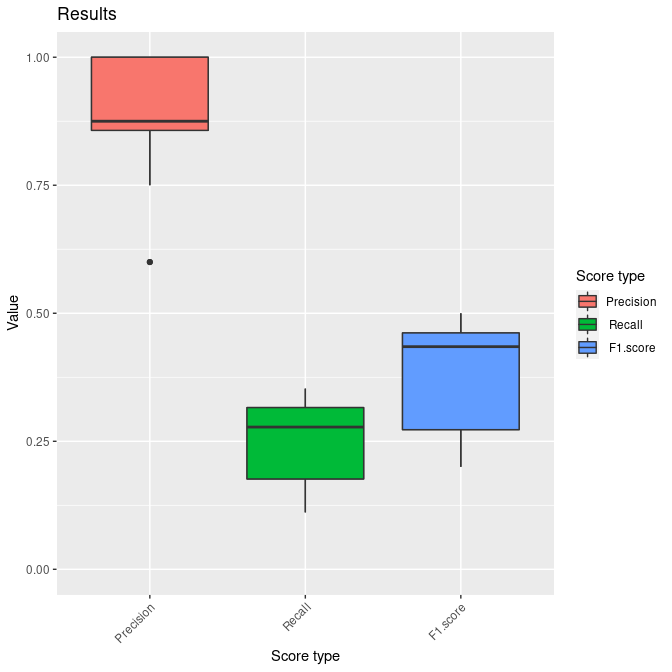 Results
1.00
0.75
0.50
0.25
0.00
Value
Precision
Recall
F1.score
Score type
Score type
Precision
Recall
F1.score